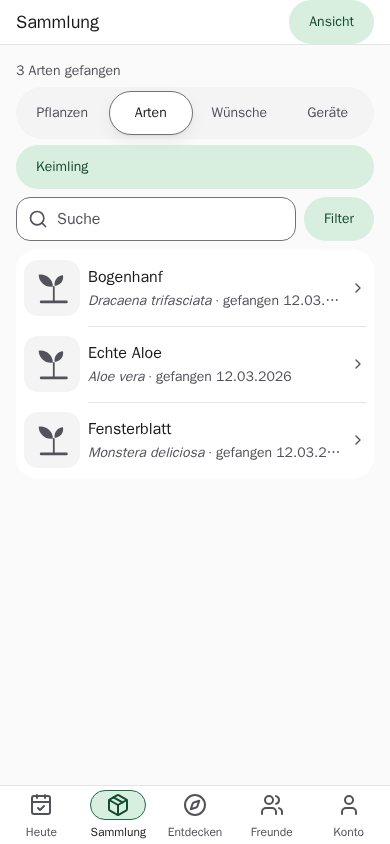 Sammlung
Ansicht
3 Arten gefangen
Pflanzen
Arten
Wünsche
Geräte
Keimling
Suche
Filter
Bogenhanf
Dracaena trifasciata · gefangen 12.03.…
Echte Aloe
Aloe vera · gefangen 12.03.2026
Fensterblatt
Monstera deliciosa · gefangen 12.03.2…
Heute
Sammlung
Entdecken
Freunde
Konto